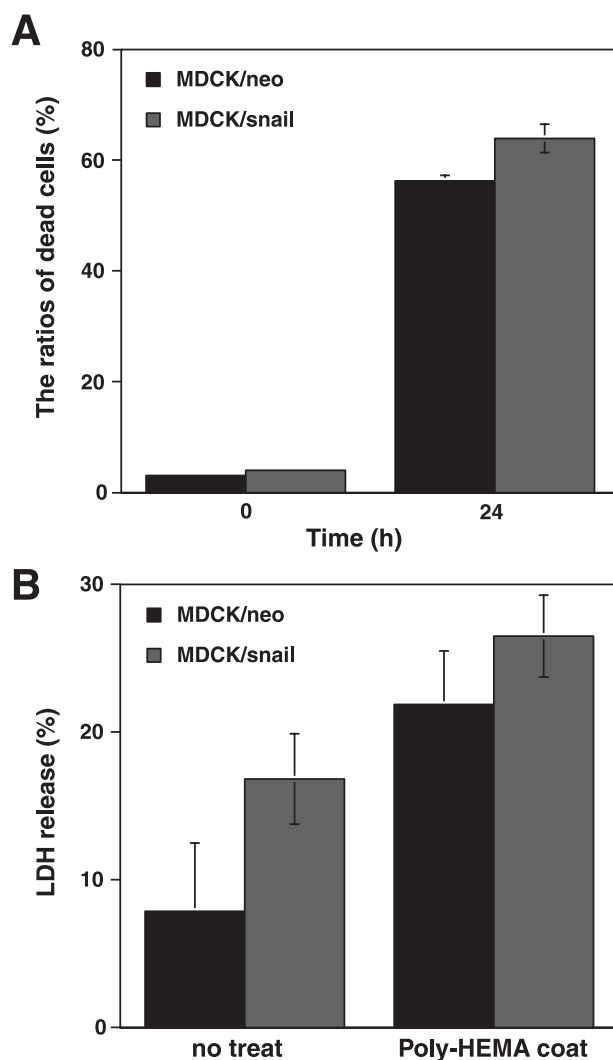 A
The ratios of dead cells (%)
80
60
40
20
0
MDCK/neo
MDCK/snail
0
24
Time (h)
B
LDH release (%)
30
20
10
0
MDCK/neo
MDCK/snail
no treat
Poly-HEMA coat